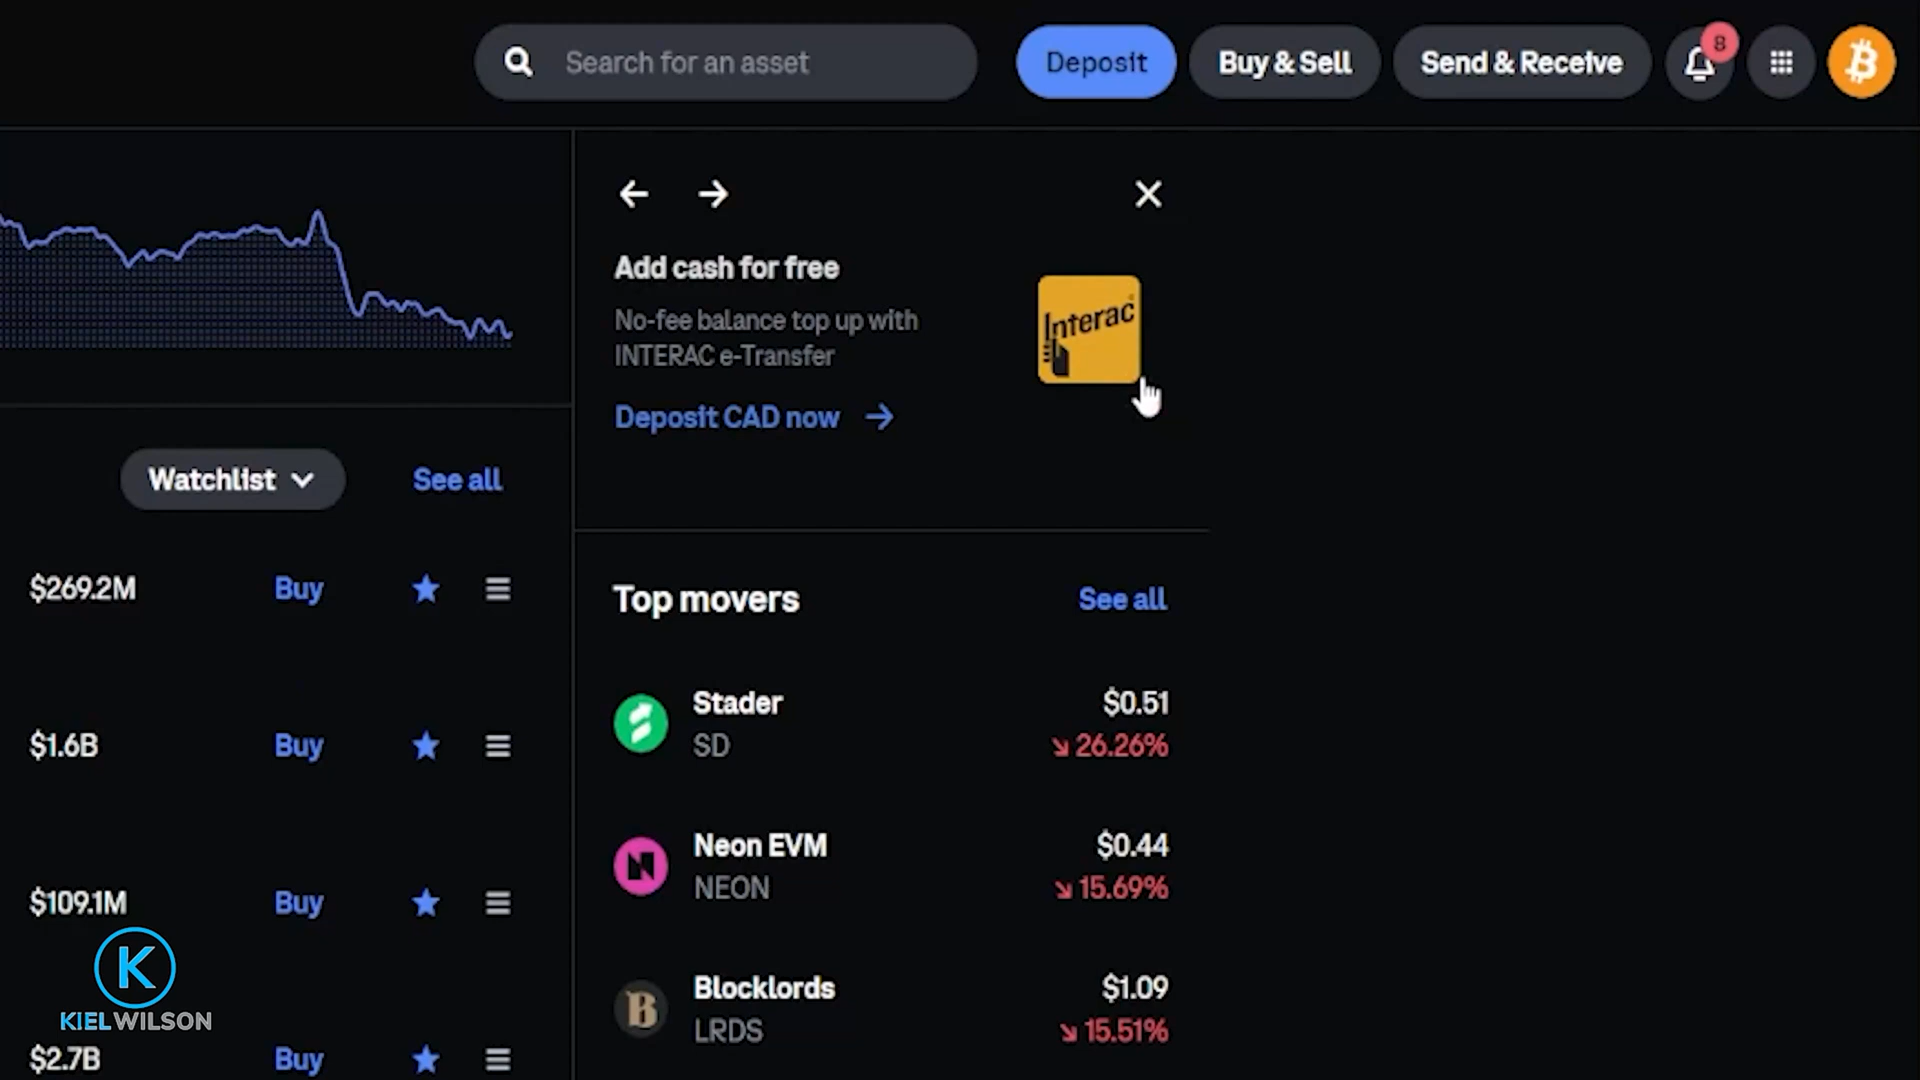 Search for an asset
Deposit
Buy & Sell
Send & Receive
8
Add cash for free
No-fee balance top up with
INTERAC e-Transfer
Interac
Deposit CAD now
Watchlist
See all
$269.2M
Buy
$1.6B
Buy
$109.1M
Buy
$2.7B
Buy
Top movers
See all
Stader
$0.51
SD
26.26%
Neon EVM
$0.44
NEON
15.69%
Blocklords
$1.09
LRDS
15.51%
K
KIELWILSON